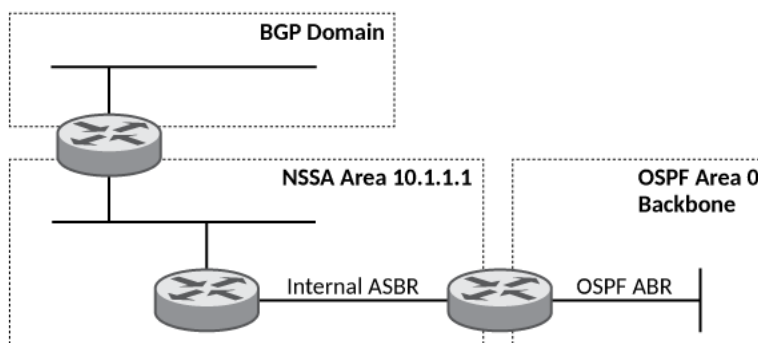 BGP Domain
NSSA Area 10.1.1.1
OSPF Area 0
Backbone
Internal ASBR
OSPF ABR